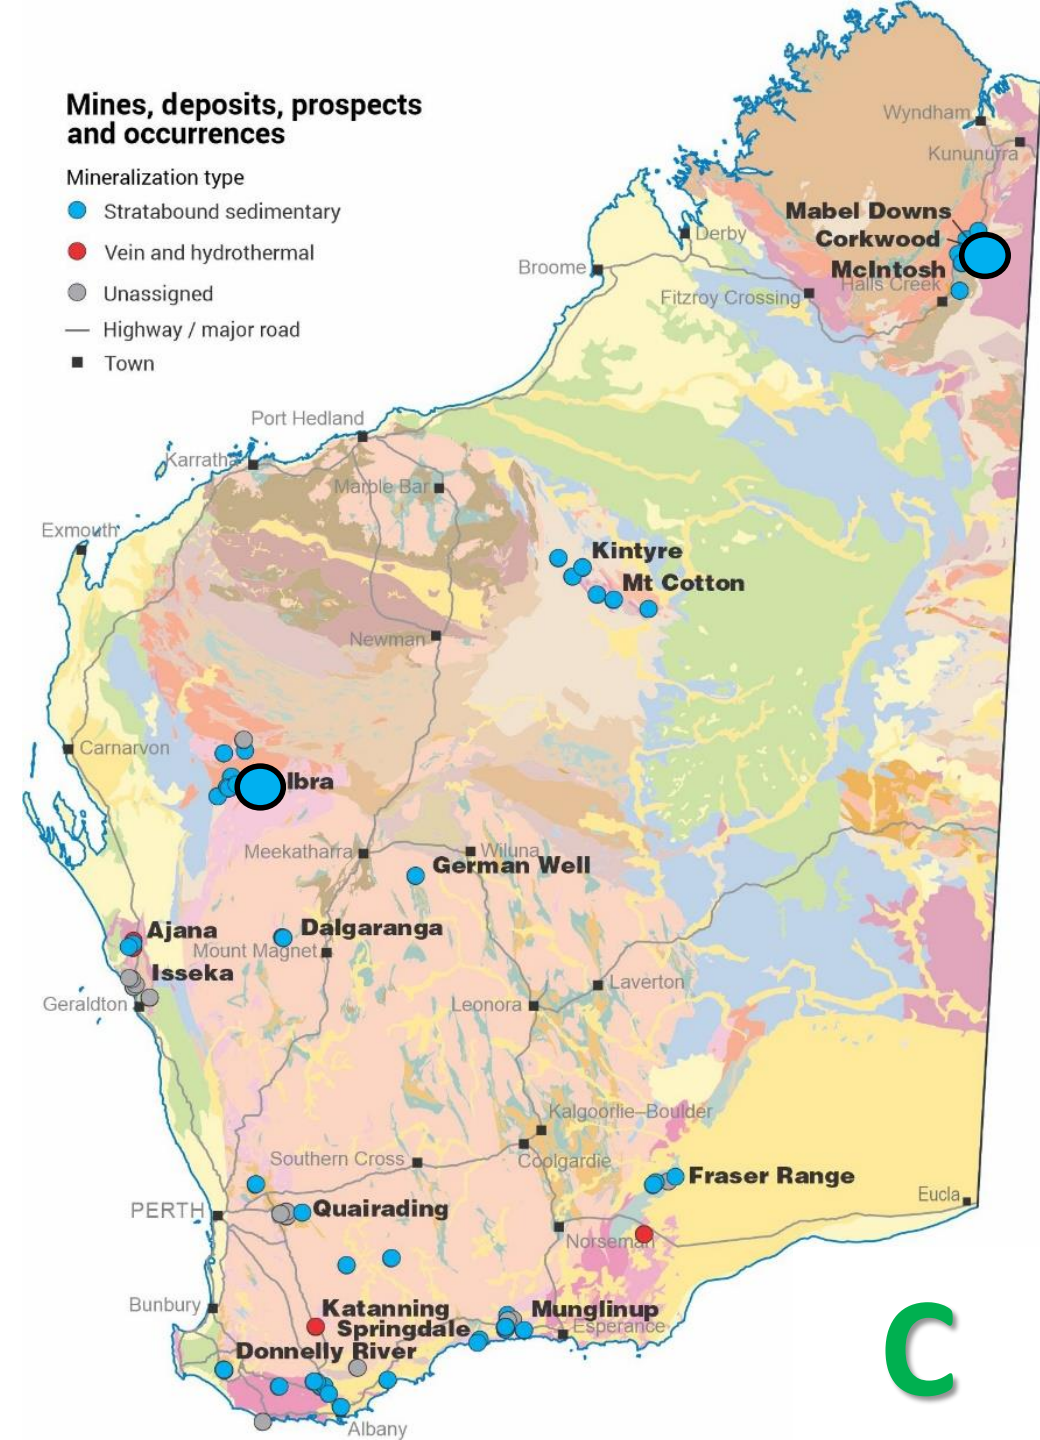 Mines, deposits, prospects
and occurrences
Mineralization type
Stratabound sedimentary
Vein and hydrothermal
Unassigned
Highway / major road
Town
Wyndham
Kununurra
Mabel Downs
Derby
Corkwood
Broome
McIntosh
Halls Creek
Fitzroy Crossing
Port Hedland
Karratha
Marble Bar
Exmouth
Kintyre
Mt Cotton
Newman
Carnarvon
Ibra
Meekatharra
Wiluna
German Well
Ajana
Dalgaranga
Mount Magnet
Isseka
Laverton
Geraldton
Leonora
Kalgoorlie–Boulder
Southern Cross
Coolgardie
Fraser Range
Eucla
PERTH
Quairading
Norseman
Bunbury
Katanning
Munglinup
Springdale
Esperance
Donnelly River
C
Albany